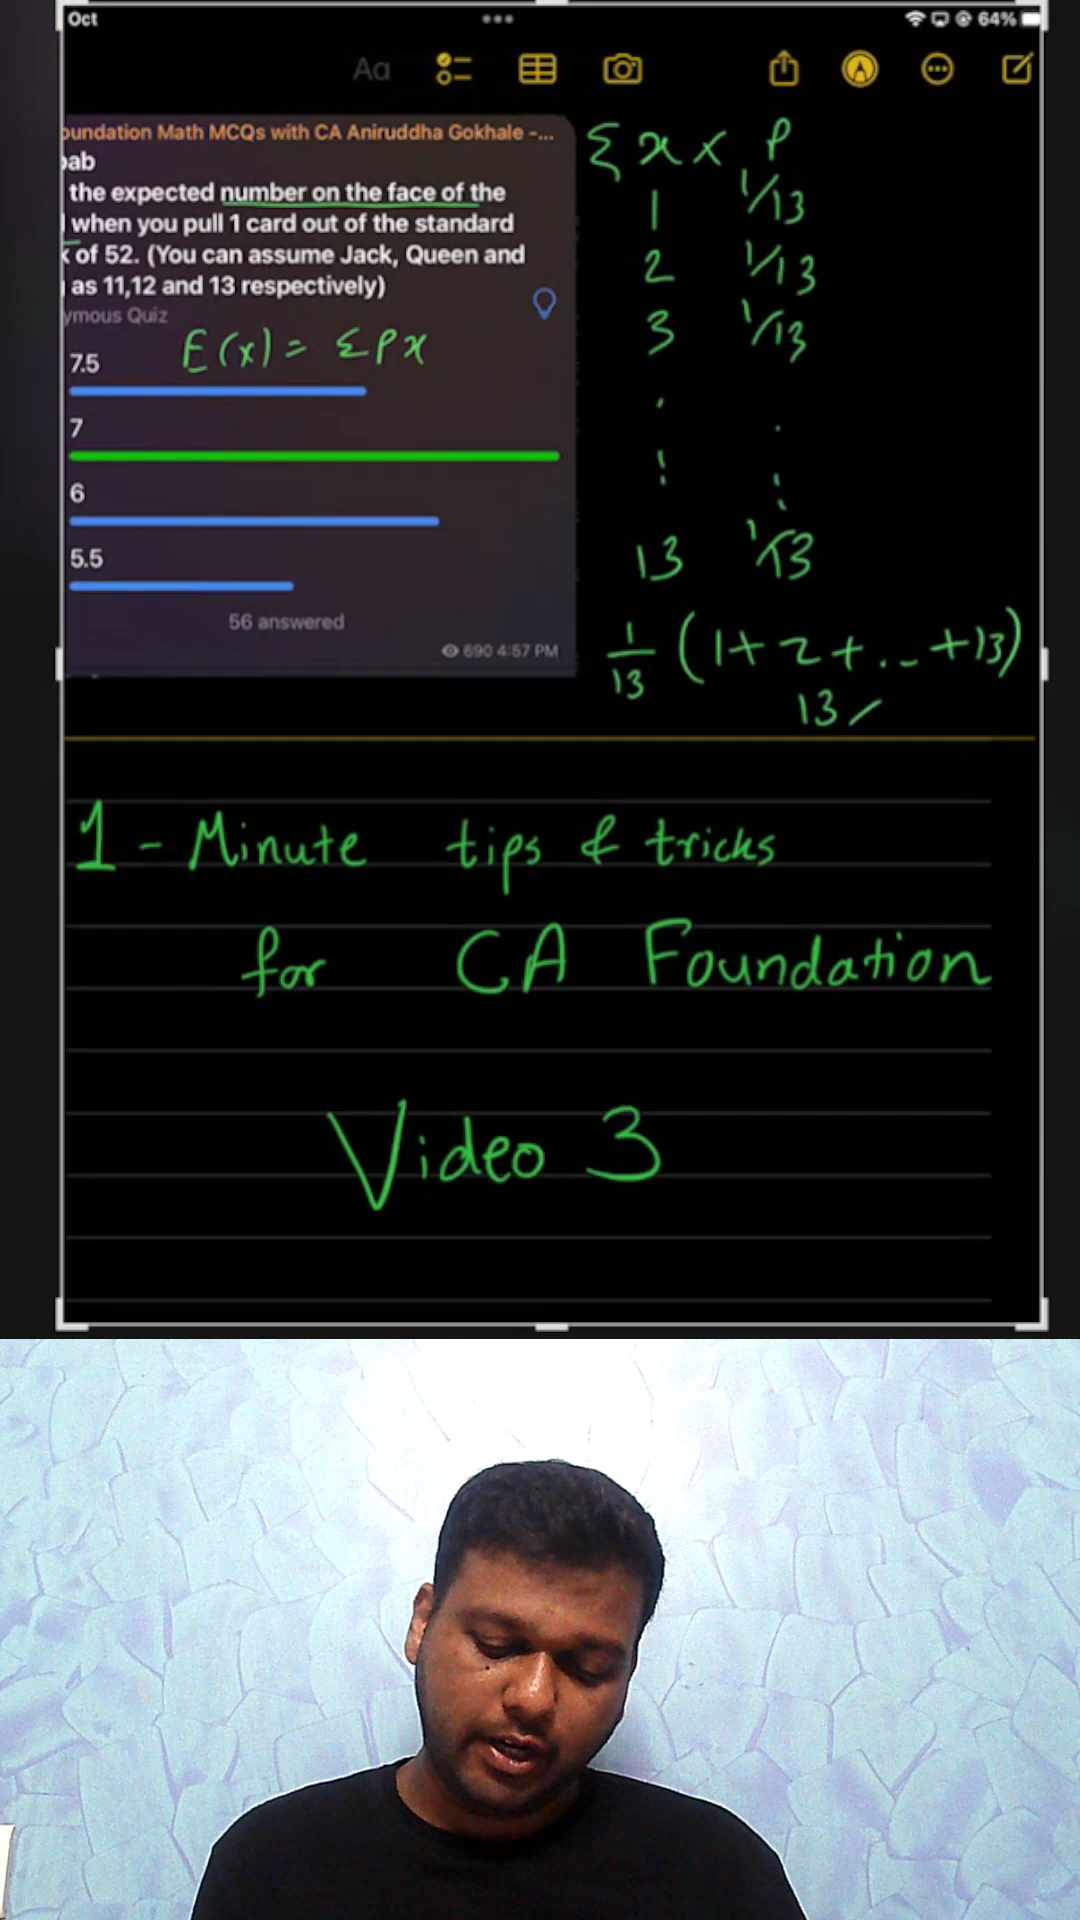 Oct
64%
Aa
oundation Math MCQs with CA Aniruddha Gokhale -...
bab
the expected number on the face of the
when you pull 1 card out of the standard
of 52. (You can assume Jack, Queen and
as 11,12 and 13 respectively)
ymous Quiz
E(x) = Σ P x
7.5
7
6
5.5
56 answered
690 4:57 PM
Σ x × P
1 1/13
2 1/13
3 1/13
13 1/13
1/13 (1+2+...+13)
13
1 - Minute tips & tricks
for CA Foundation
Video 3